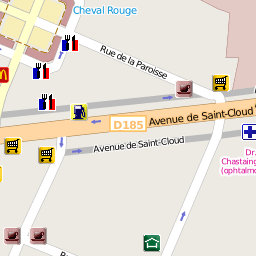 Cheval Rouge
Rue de la Paroisse
Avenue de Saint-Cloud
D185
Avenue de Saint-Cloud
Dr.
Chastaing
(ophtalmo